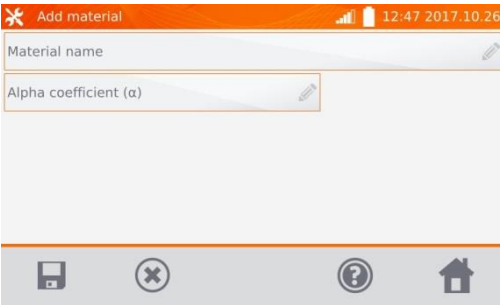 Add material 12:47 2017.10.26
Material name
Alpha coefficient (α)